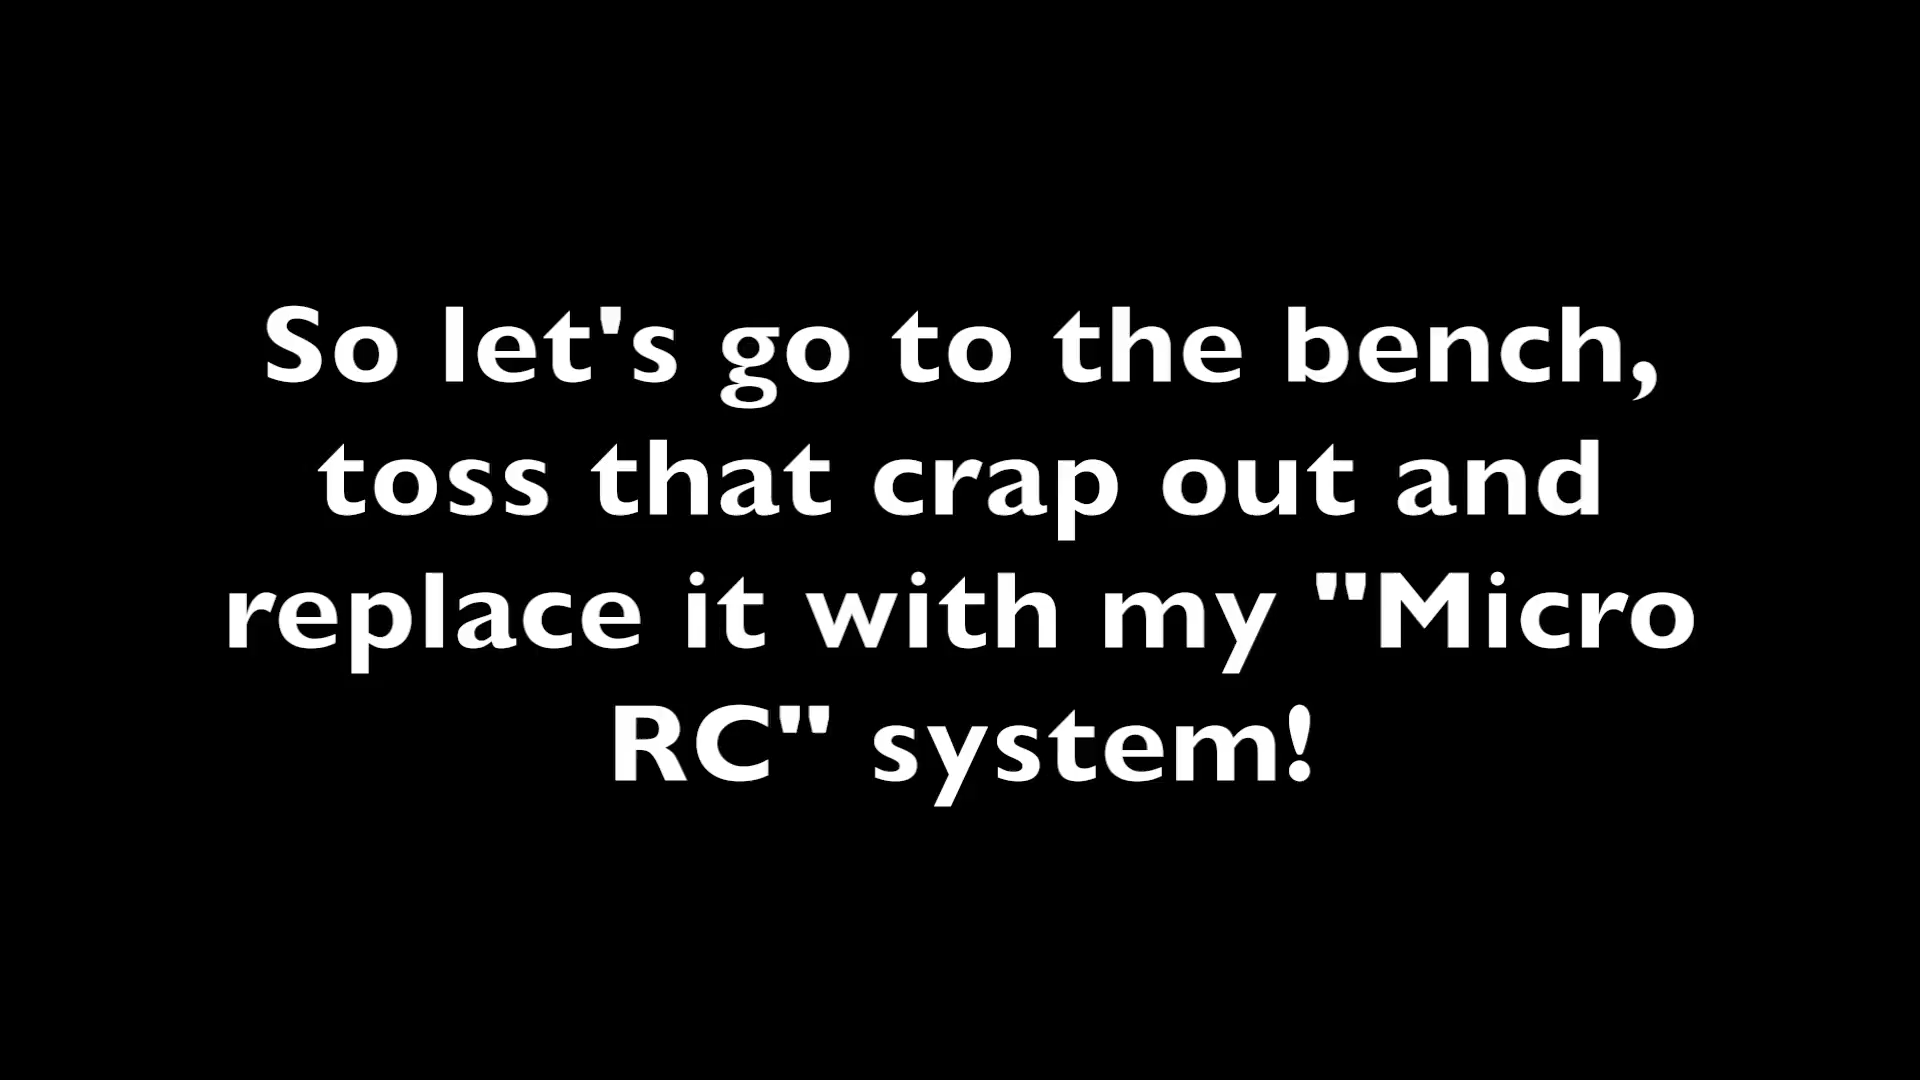 So let's go to the bench,
toss that crap out and
replace it with my "Micro
RC" system!